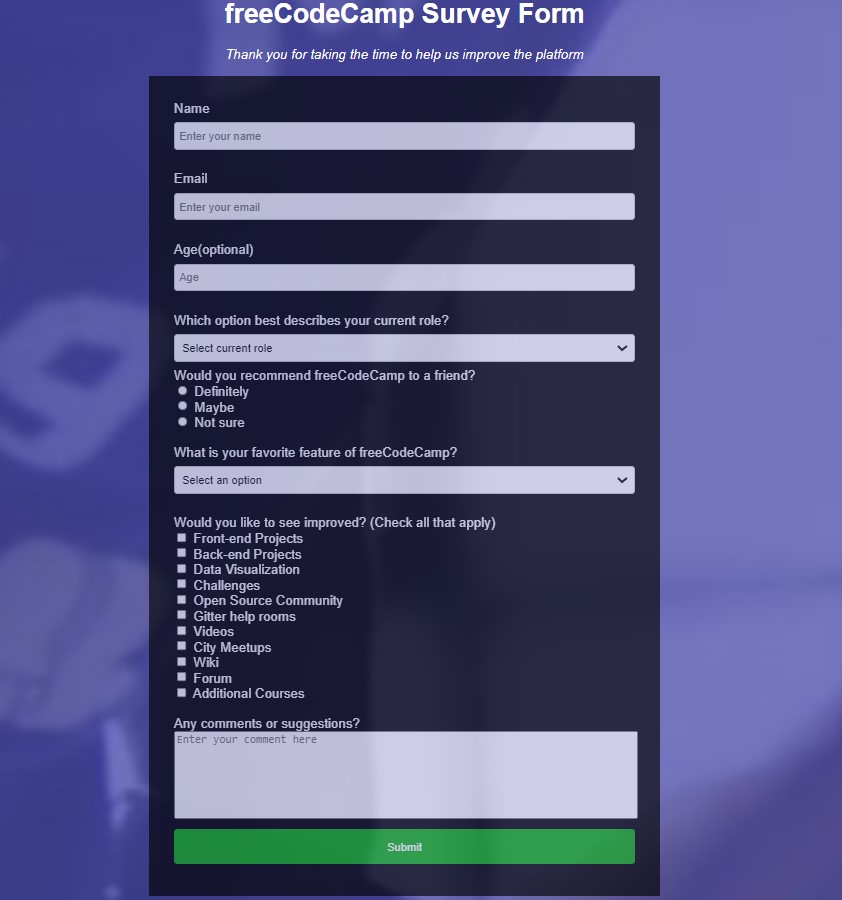 freeCodeCamp Survey Form
Thank you for taking the time to help us improve the platform
Name
Enter your name
Email
Enter your email
Age(optional)
Age
Which option best describes your current role?
Select current role
Would you recommend freeCodeCamp to a friend?
Definitely
Maybe
Not sure
What is your favorite feature of freeCodeCamp?
Select an option
Would you like to see improved? (Check all that apply)
Front-end Projects
Back-end Projects
Data Visualization
Challenges
Open Source Community
Gitter help rooms
Videos
City Meetups
Wiki
Forum
Additional Courses
Any comments or suggestions?
Enter your comment here
Submit